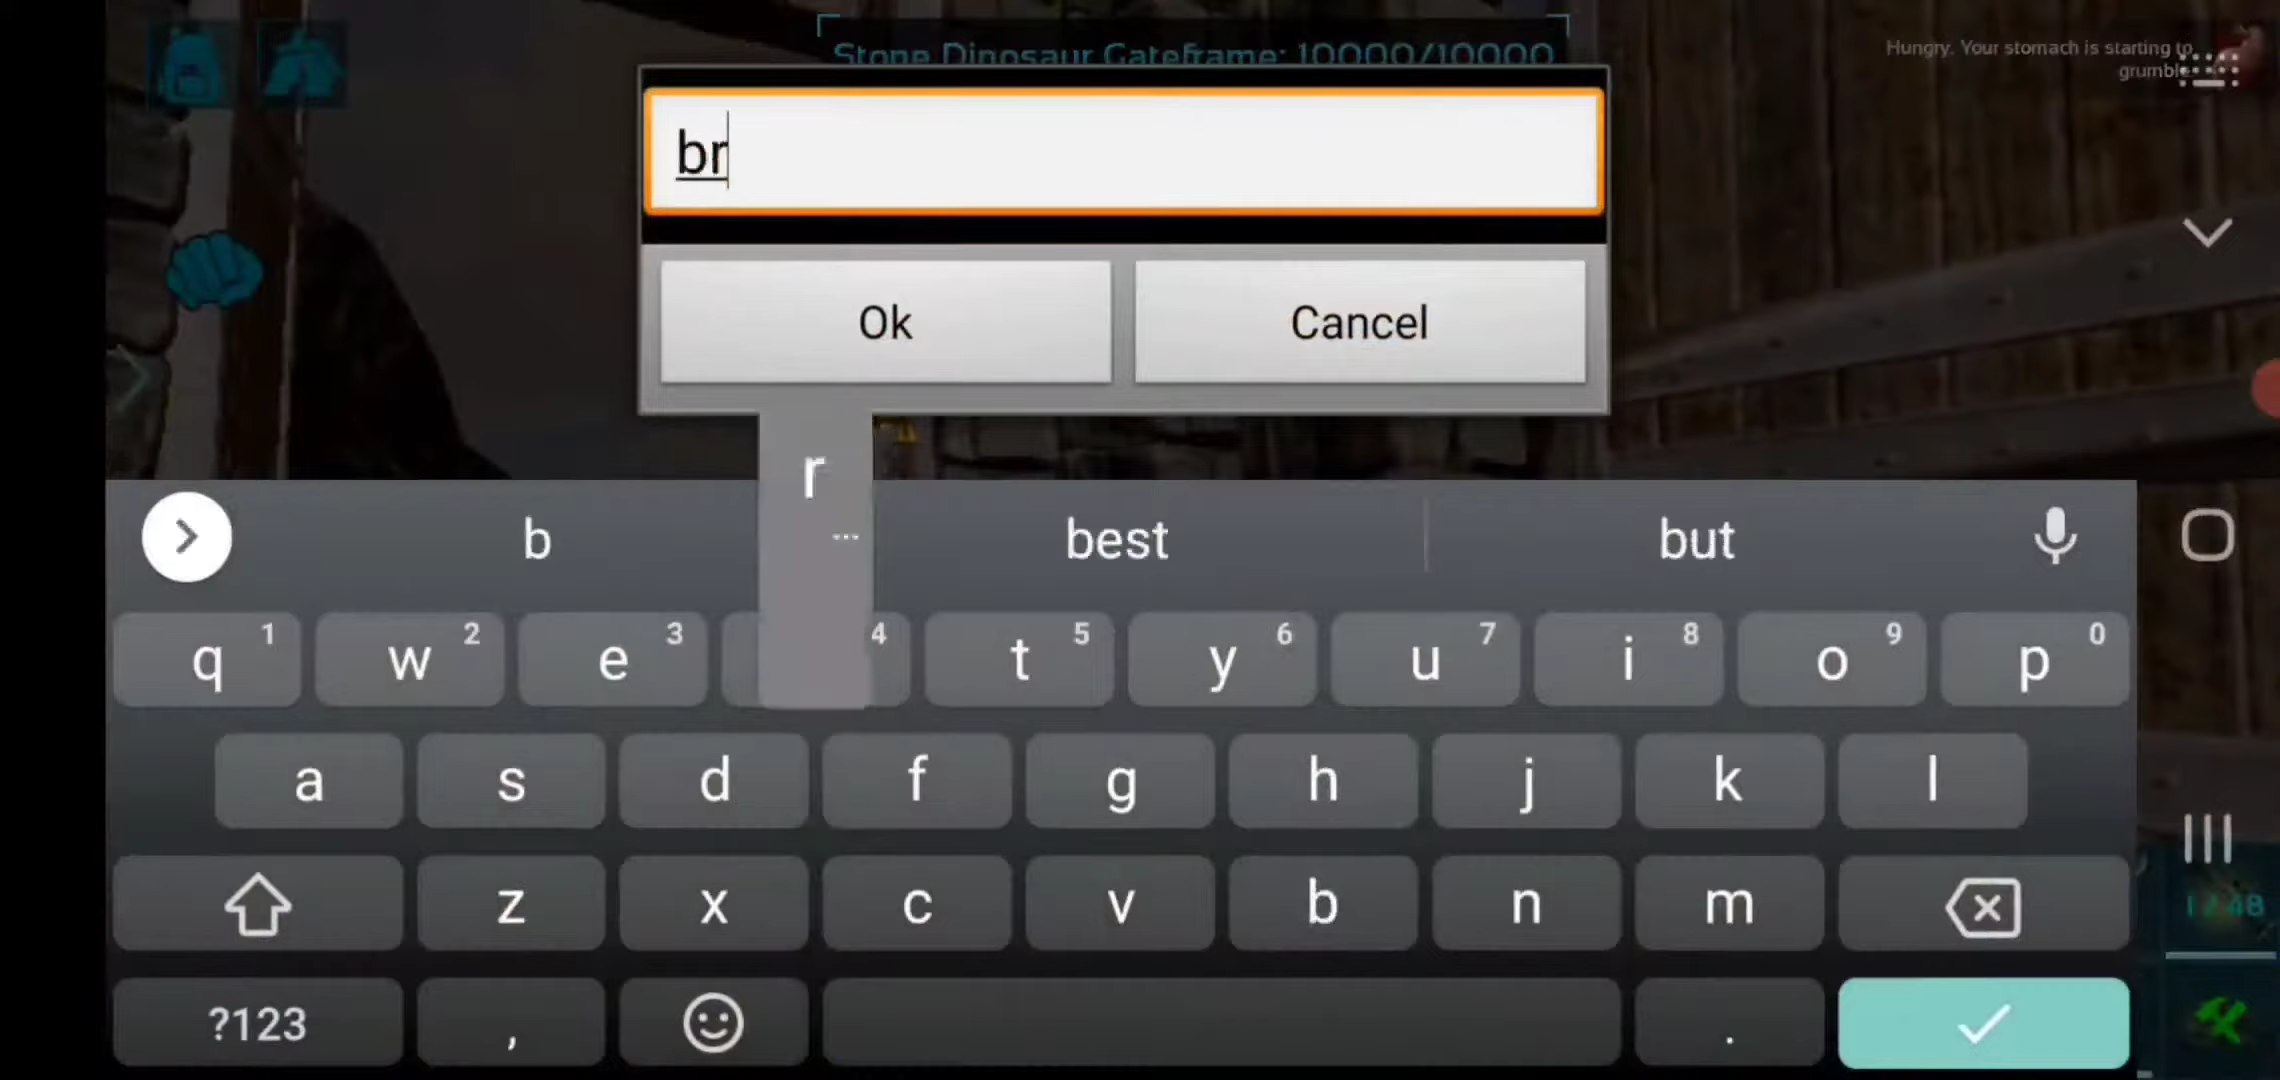 Stone Dinosaur Gateframe: 10000/10000
Hungry. Your stomach is starting to
grumble
br
Ok Cancel
r
...
b best but
q 1 w 2 e 3 4 t 5 y 6 u 7 i 8 o 9 p 0
a s d f g h j k l
z x c v b n m
?123 , .